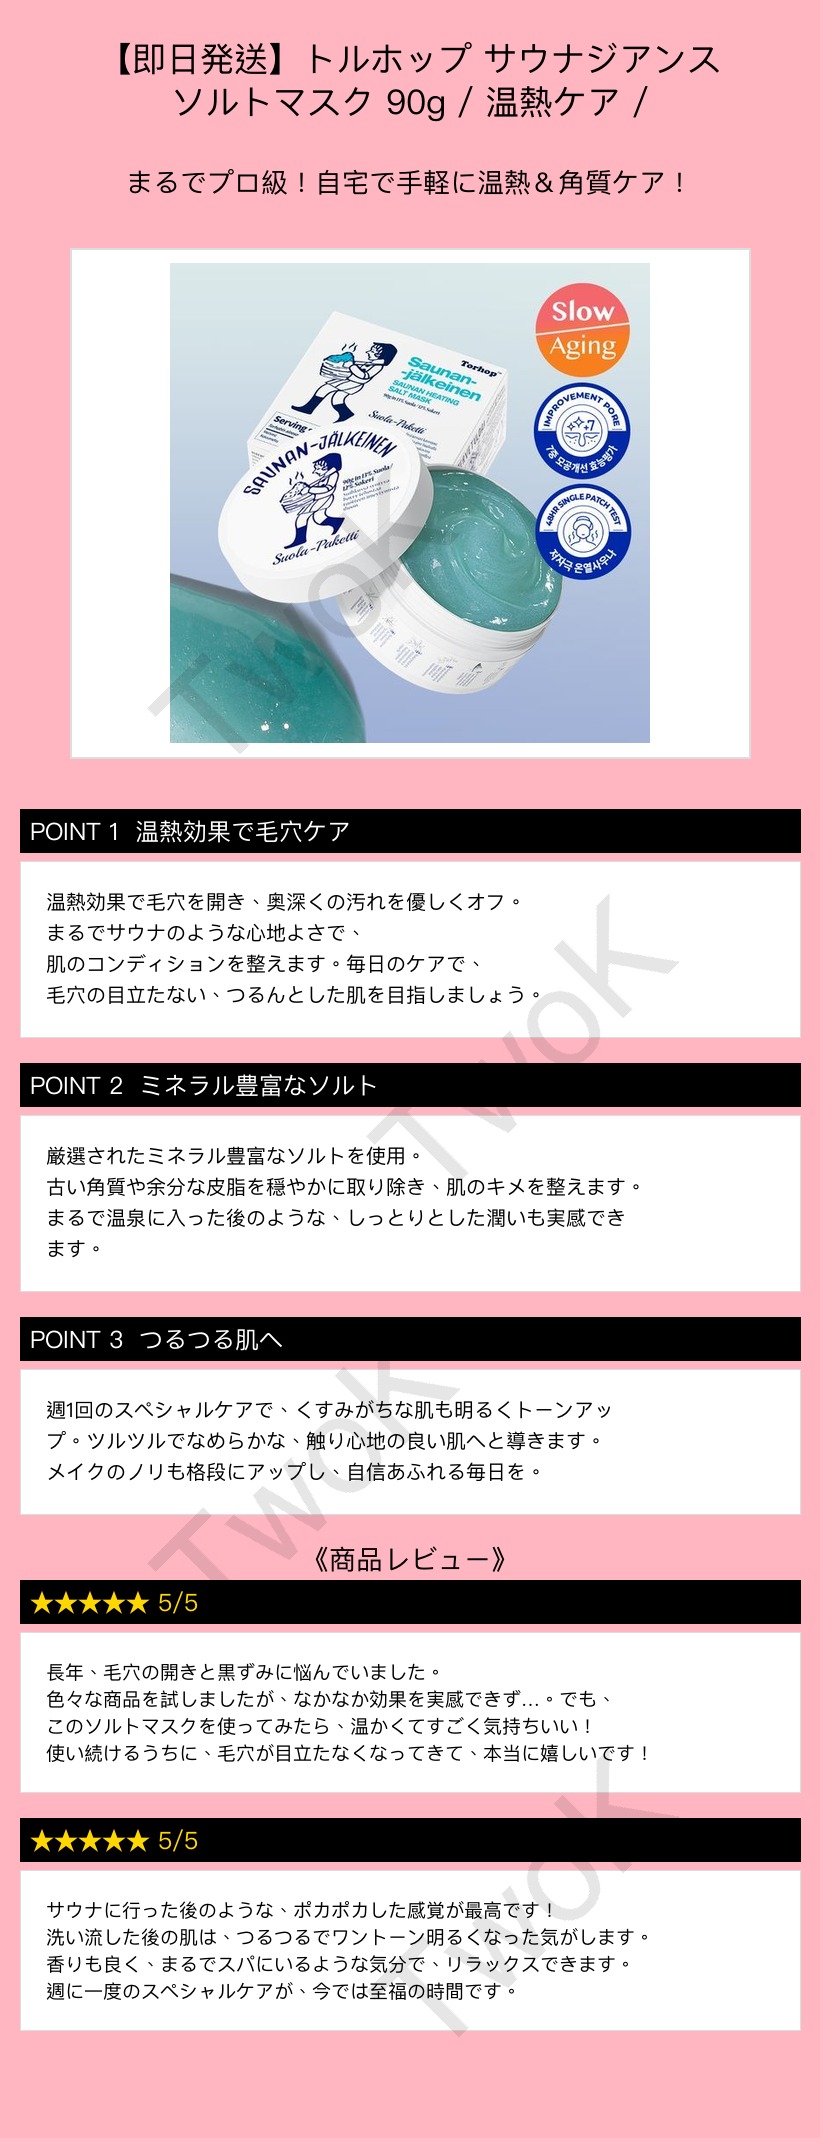 【即日発送】トルホップ サウナジアンス
ソルトマスク 90g / 温熱ケア /
まるでプロ級！自宅で手軽に温熱＆角質ケア！
Slow
Aging
Torhop
Saunan-
-jälkeinen
SAUNAN HEATING
SALT MASK
90g In 13% Suola / 12% Sokeri
Suola-Paketti
Serving
SAUNAN-JÄLKEINEN
90g In 13% Suola /
12% Sokeri
Suola-Paketti
IMPROVEMENT PORE
+7
7중 모공개선 효능평가
48HR SINGLE PATCH TEST
저자극 온열사우나
POINT 1 温熱効果で毛穴ケア
温熱効果で毛穴を開き、奥深くの汚れを優しくオフ。
まるでサウナのような心地よさで、
肌のコンディションを整えます。毎日のケアで、
毛穴の目立たない、つるんとした肌を目指しましょう。
POINT 2 ミネラル豊富なソルト
厳選されたミネラル豊富なソルトを使用。
古い角質や余分な皮脂を穏やかに取り除き、肌のキメを整えます。
まるで温泉に入った後のような、しっとりとした潤いも実感でき
ます。
POINT 3 つるつる肌へ
週1回のスペシャルケアで、くすみがちな肌も明るくトーンアッ
プ。ツルツルでなめらかな、触り心地の良い肌へと導きます。
メイクのノリも格段にアップし、自信あふれる毎日を。
《商品レビュー》
★★★★★ 5/5
長年、毛穴の開きと黒ずみに悩んでいました。
色々な商品を試しましたが、なかなか効果を実感できず...。でも、
このソルトマスクを使ってみたら、温かくてすごく気持ちいい！
使い続けるうちに、毛穴が目立たなくなってきて、本当に嬉しいです！
★★★★★ 5/5
サウナに行った後のような、ポカポカした感覚が最高です！
洗い流した後の肌は、つるつるでワントーン明るくなった気がします。
香りも良く、まるでスパにいるような気分で、リラックスできます。
週に一度のスペシャルケアが、今では至福の時間です。
TwoK
TwoK
TwoK
TwoK